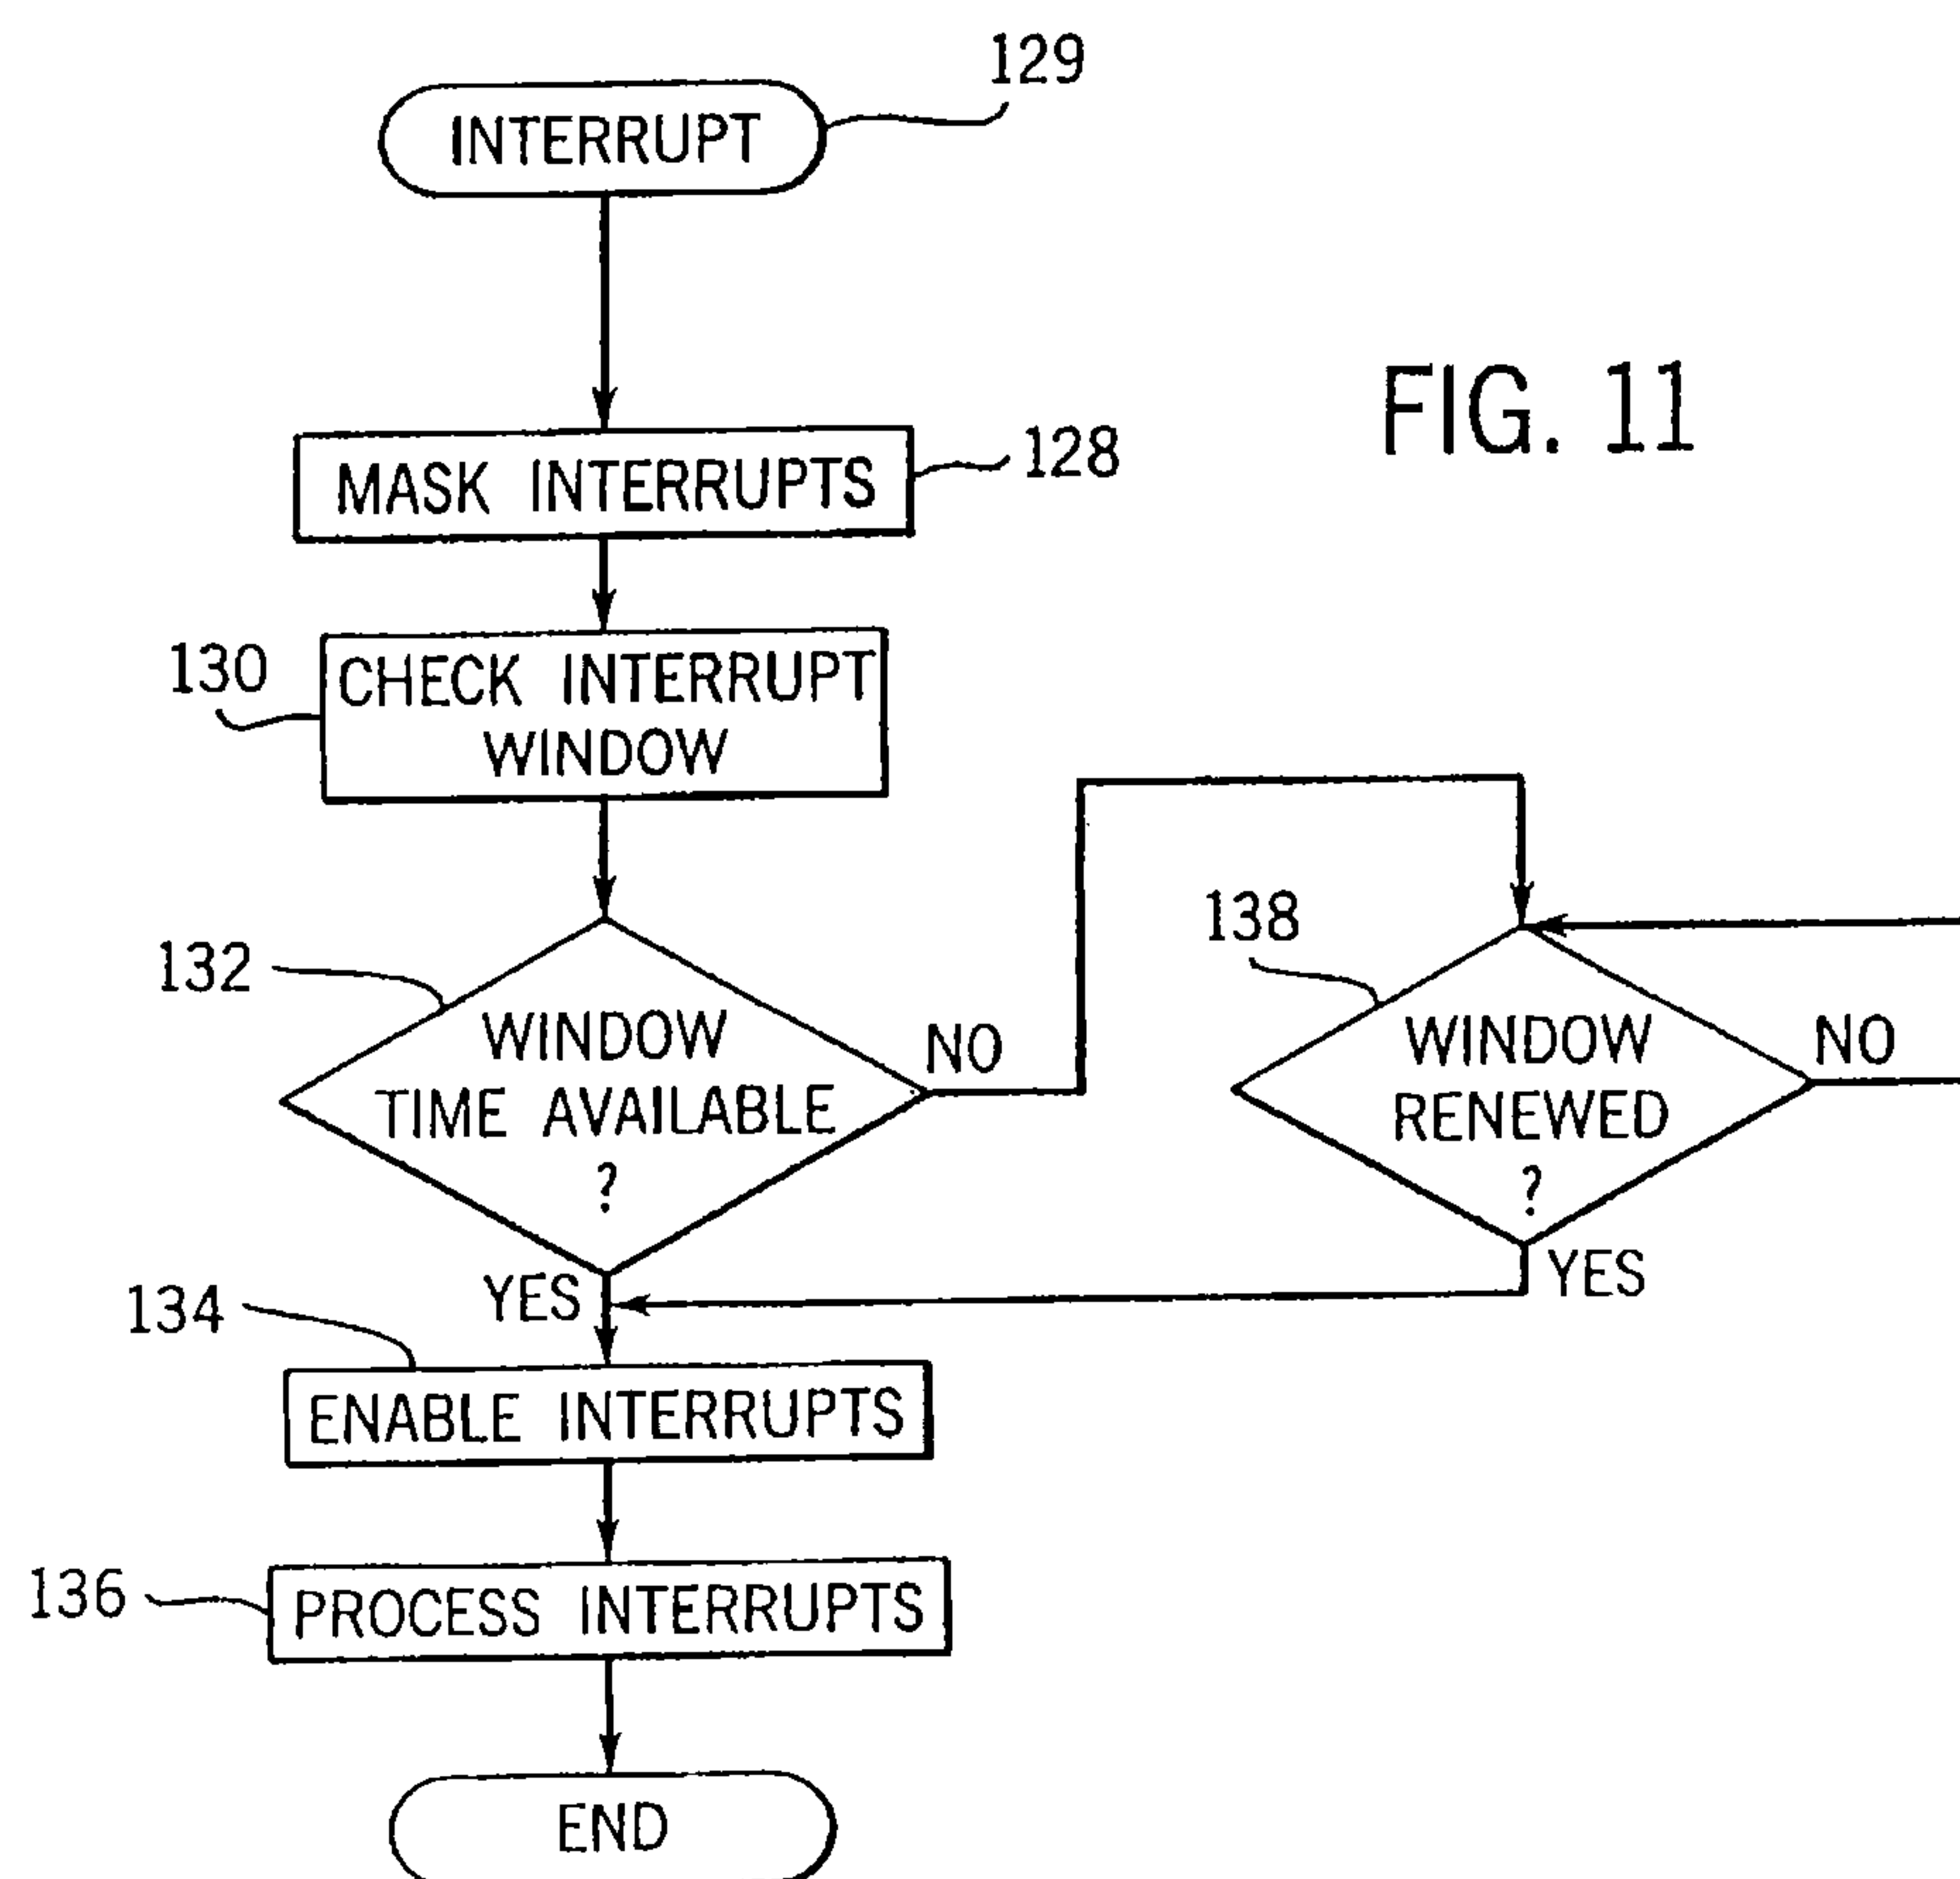 129
INTERRUPT
FIG. 11
MASK INTERRUPTS
128
130
CHECK INTERRUPT
WINDOW
132
WINDOW
TIME AVAILABLE
?
NO
138
WINDOW
RENEWED
?
NO
YES
YES
134
ENABLE INTERRUPTS
136
PROCESS INTERRUPTS
END